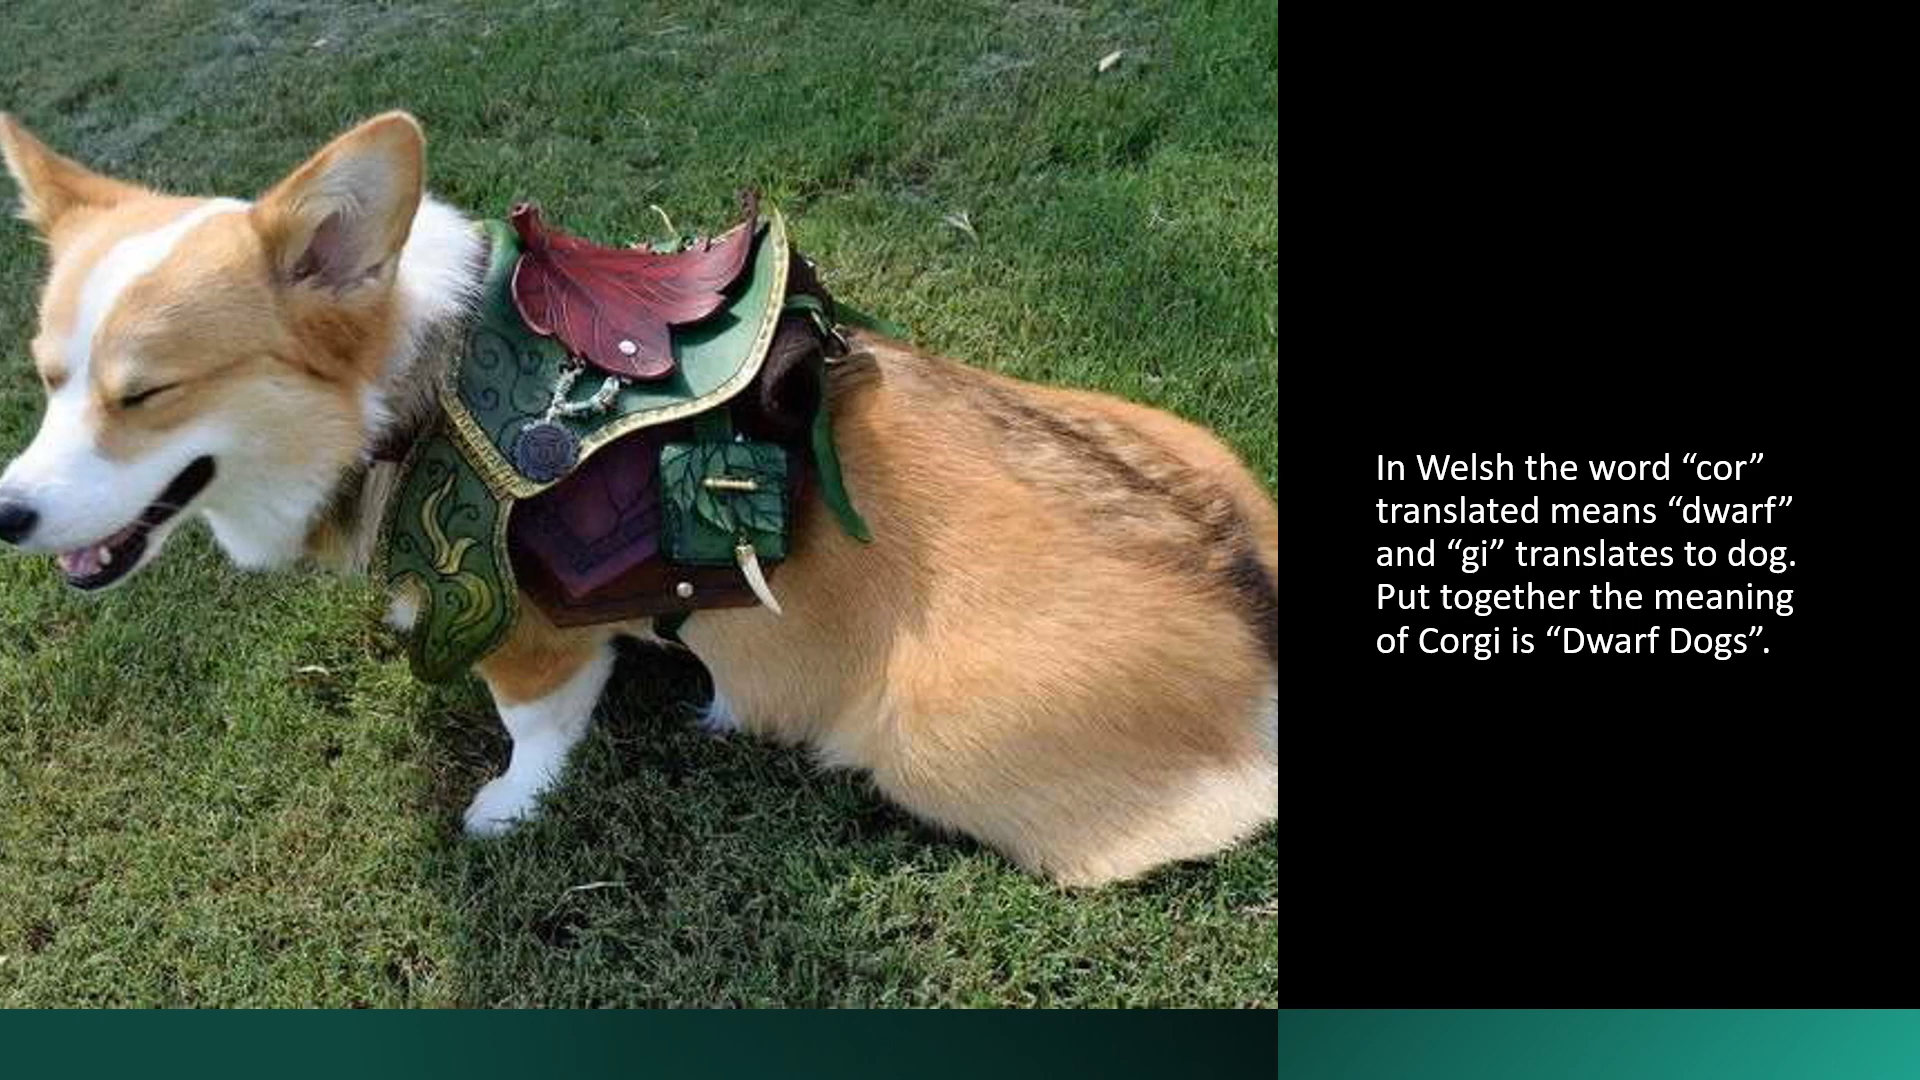 In Welsh the word “cor”
translated means “dwarf”
and “gi” translates to dog.
Put together the meaning
of Corgi is “Dwarf Dogs”.